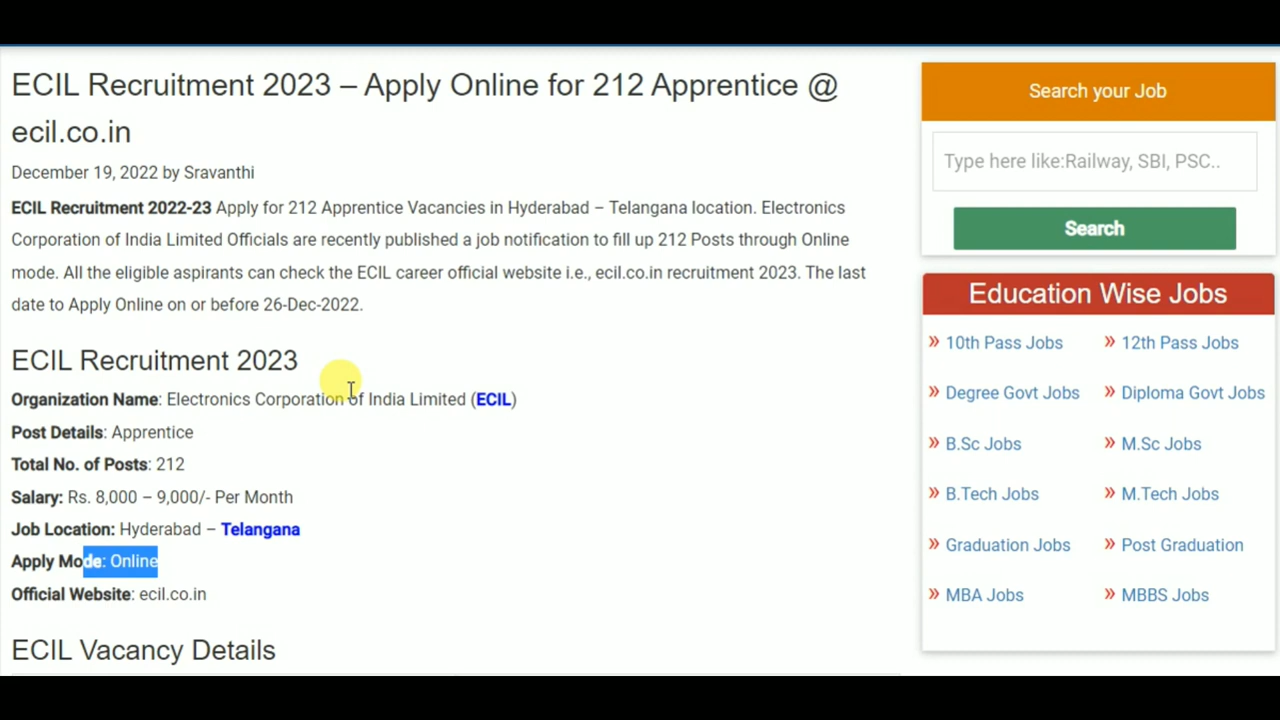 ECIL Recruitment 2023 – Apply Online for 212 Apprentice @
ecil.co.in
December 19, 2022 by Sravanthi
ECIL Recruitment 2022-23 Apply for 212 Apprentice Vacancies in Hyderabad – Telangana location. Electronics
Corporation of India Limited Officials are recently published a job notification to fill up 212 Posts through Online
mode. All the eligible aspirants can check the ECIL career official website i.e., ecil.co.in recruitment 2023. The last
date to Apply Online on or before 26-Dec-2022.
ECIL Recruitment 2023
Organization Name: Electronics Corporation of India Limited (ECIL)
Post Details: Apprentice
Total No. of Posts: 212
Salary: Rs. 8,000 – 9,000/- Per Month
Job Location: Hyderabad – Telangana
Apply Mode: Online
Official Website: ecil.co.in
ECIL Vacancy Details
Search your Job
Type here like:Railway, SBI, PSC..
Search
Education Wise Jobs
» 10th Pass Jobs » 12th Pass Jobs
» Degree Govt Jobs » Diploma Govt Jobs
» B.Sc Jobs » M.Sc Jobs
» B.Tech Jobs » M.Tech Jobs
» Graduation Jobs » Post Graduation
» MBA Jobs » MBBS Jobs